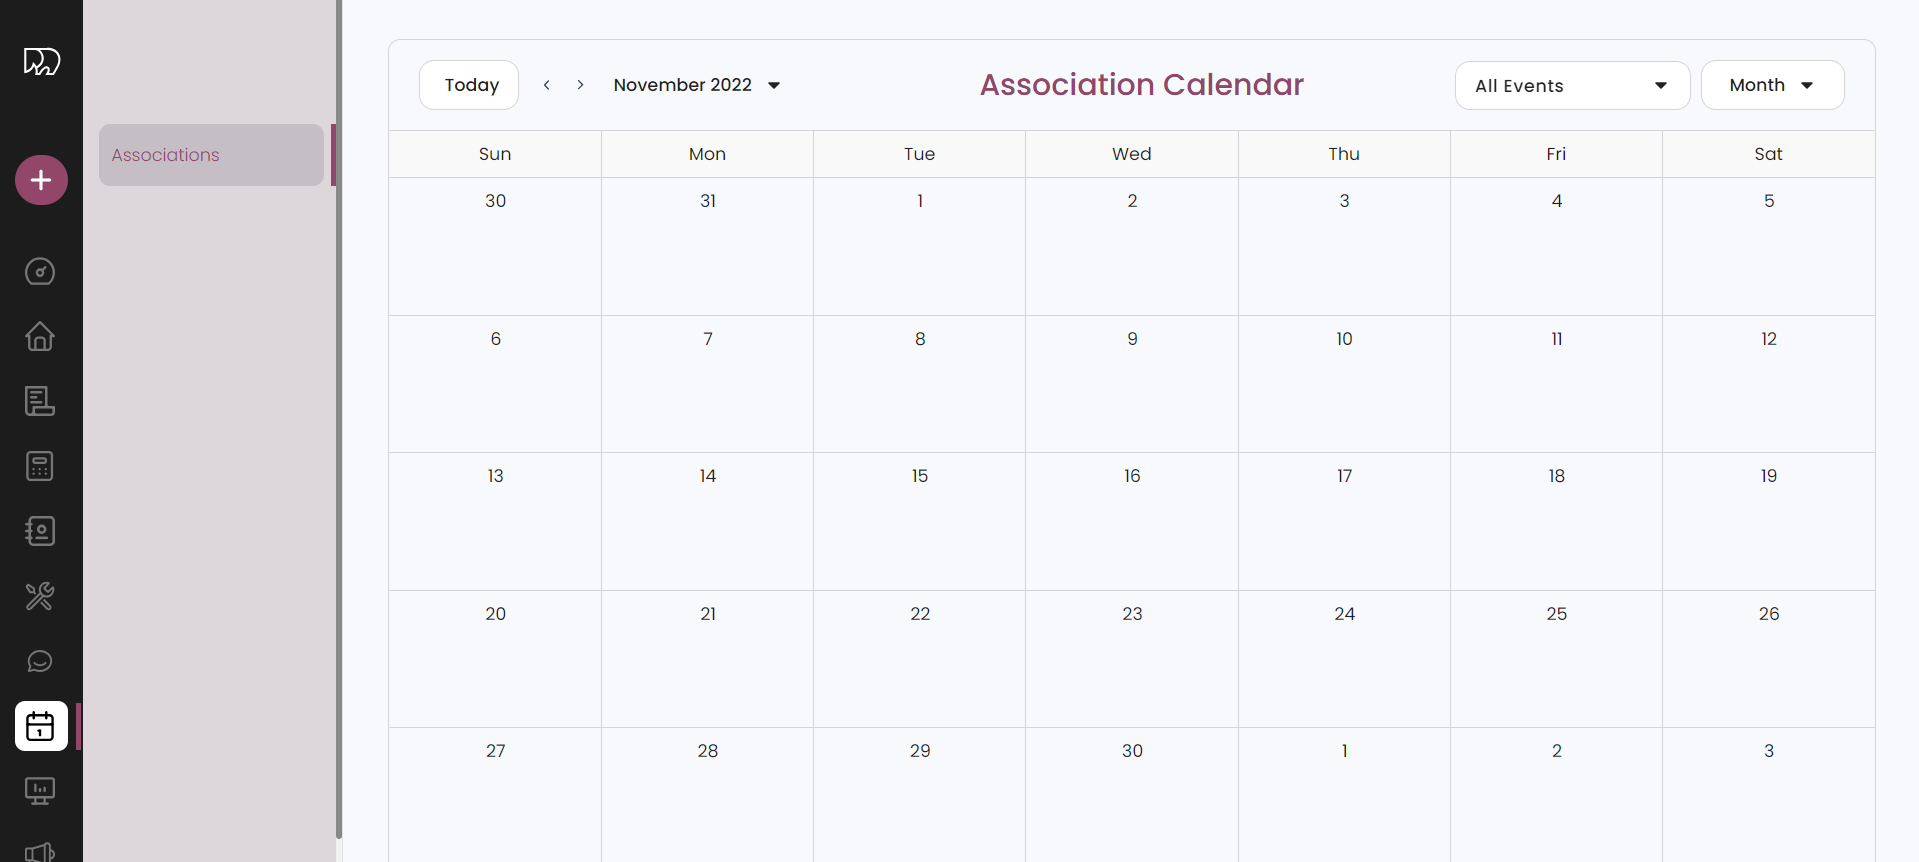 Today November 2022 Association Calendar All Events Month
Associations
Sun Mon Tue Wed Thu Fri Sat
30 31 1 2 3 4 5
6 7 8 9 10 11 12
13 14 15 16 17 18 19
20 21 22 23 24 25 26
27 28 29 30 1 2 3